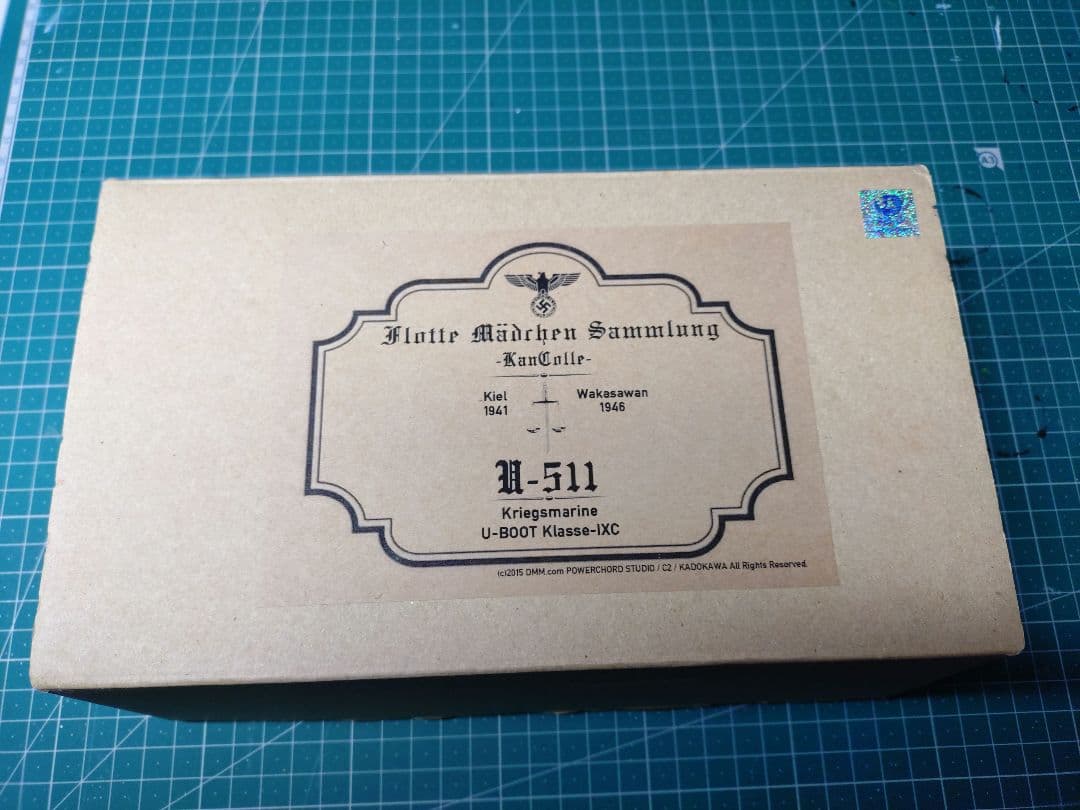 Flotte Mädchen Sammlung
-KanColle-
Kiel
1941
Wakasawan
1946
U-511
Kriegsmarine
U-BOOT Klasse-IXC
(c)2015 DMM.com POWERCHORD STUDIO / C2 / KADOKAWA All Rights Reserved.
A3